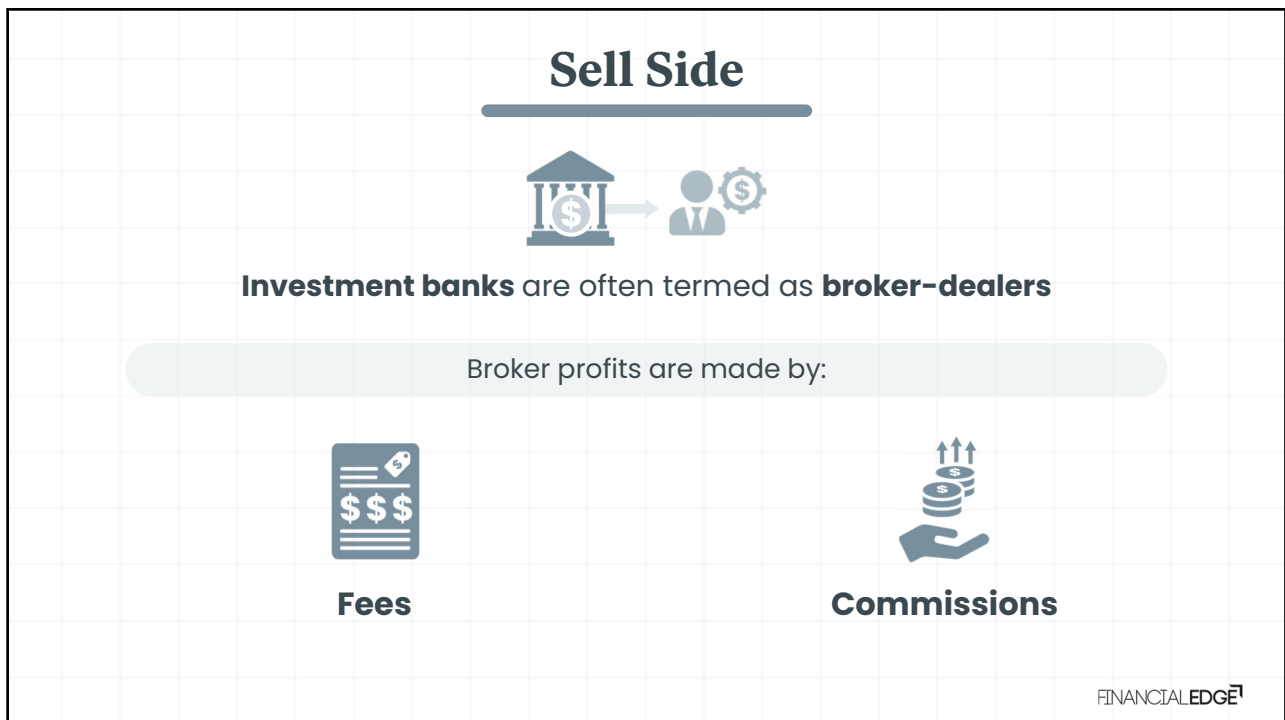 Sell Side
$
$
Investment banks are often termed as broker-dealers
Broker profits are made by:
$
$$$
$
$
Fees
Commissions
FINANCIALEDGE